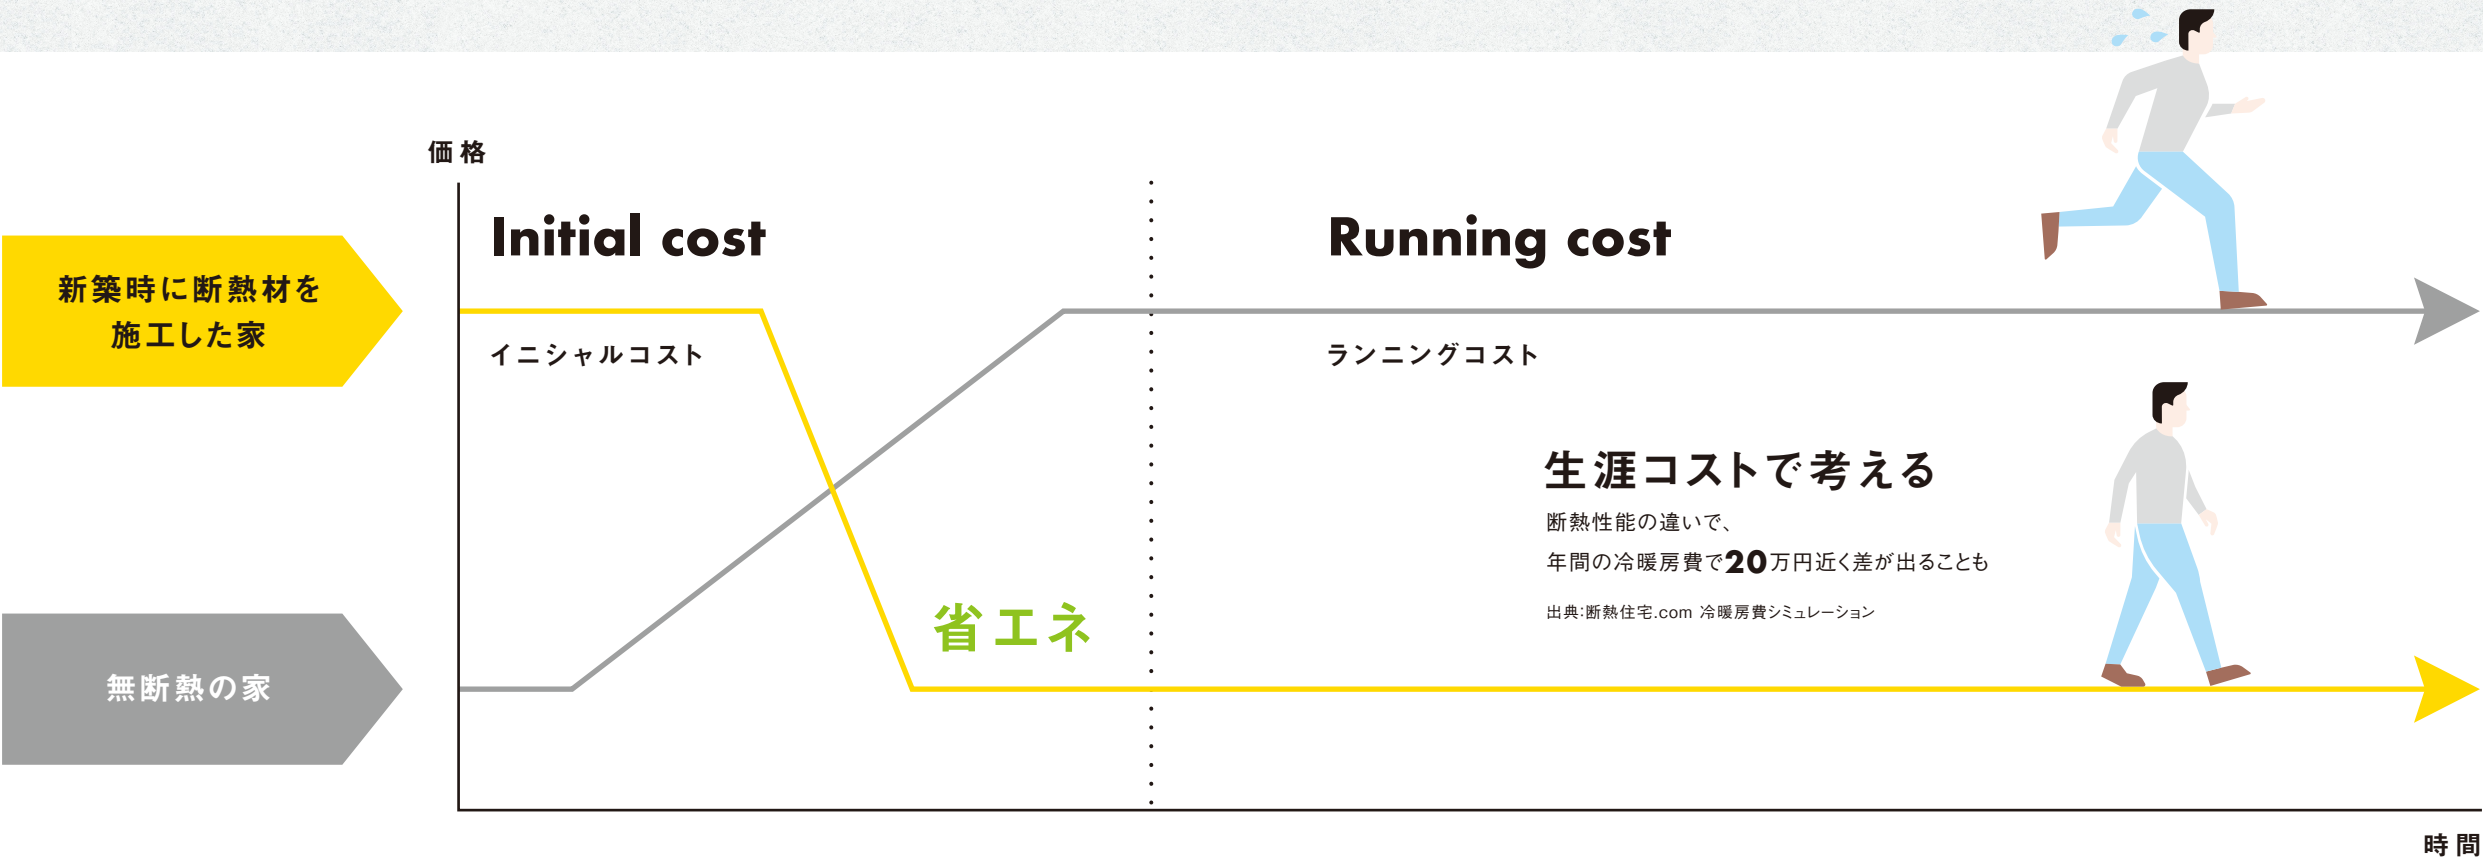 価格
Initial cost
イニシャルコスト
Running cost
ランニングコスト
新築時に断熱材を
施工した家
無断熱の家
省エネ
生涯コストで考える
断熱性能の違いで、
年間の冷暖房費で20万円近く差が出ることも
出典:断熱住宅.com 冷暖房費シミュレーション
時間